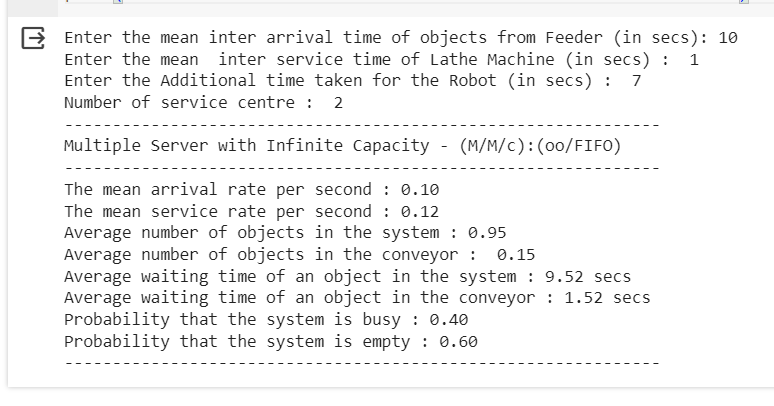 Enter the mean inter arrival time of objects from Feeder (in secs): 10
Enter the mean  inter service time of Lathe Machine (in secs) :  1
Enter the Additional time taken for the Robot (in secs) :  7
Number of service centre :  2
--------------------------------------------------------------
Multiple Server with Infinite Capacity - (M/M/c):(oo/FIFO)
--------------------------------------------------------------
The mean arrival rate per second : 0.10
The mean service rate per second : 0.12
Average number of objects in the system : 0.95
Average number of objects in the conveyor :  0.15
Average waiting time of an object in the system : 9.52 secs
Average waiting time of an object in the conveyor : 1.52 secs
Probability that the system is busy : 0.40
Probability that the system is empty : 0.60
--------------------------------------------------------------